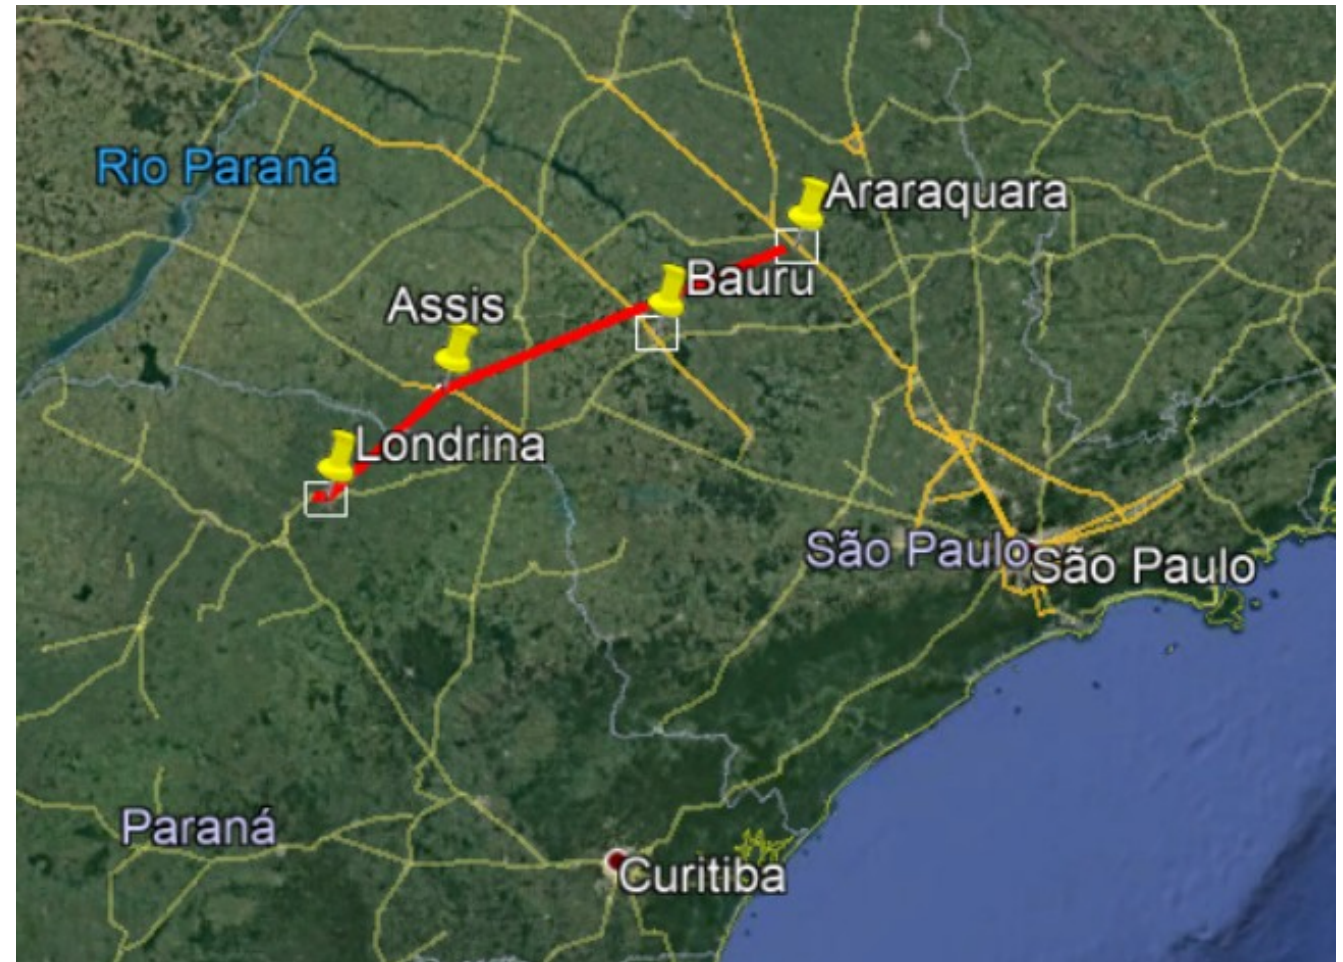 Rio Paraná
Araraquara
Bauru
Assis
Londrina
São Paulo
São Paulo
Paraná
Curitiba